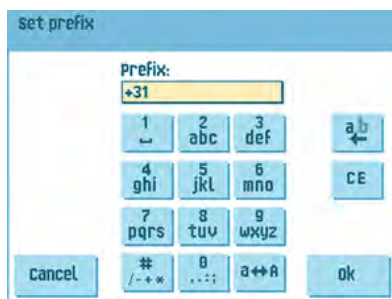 Set prefix
Prefix:
+31
1 2 3
abc def
ab
4 5 6
ghi jkl mno
CE
7 8 9
pqrs tuv wxyz
# 0
/-+* ..:; a↔A
Cancel
Ok